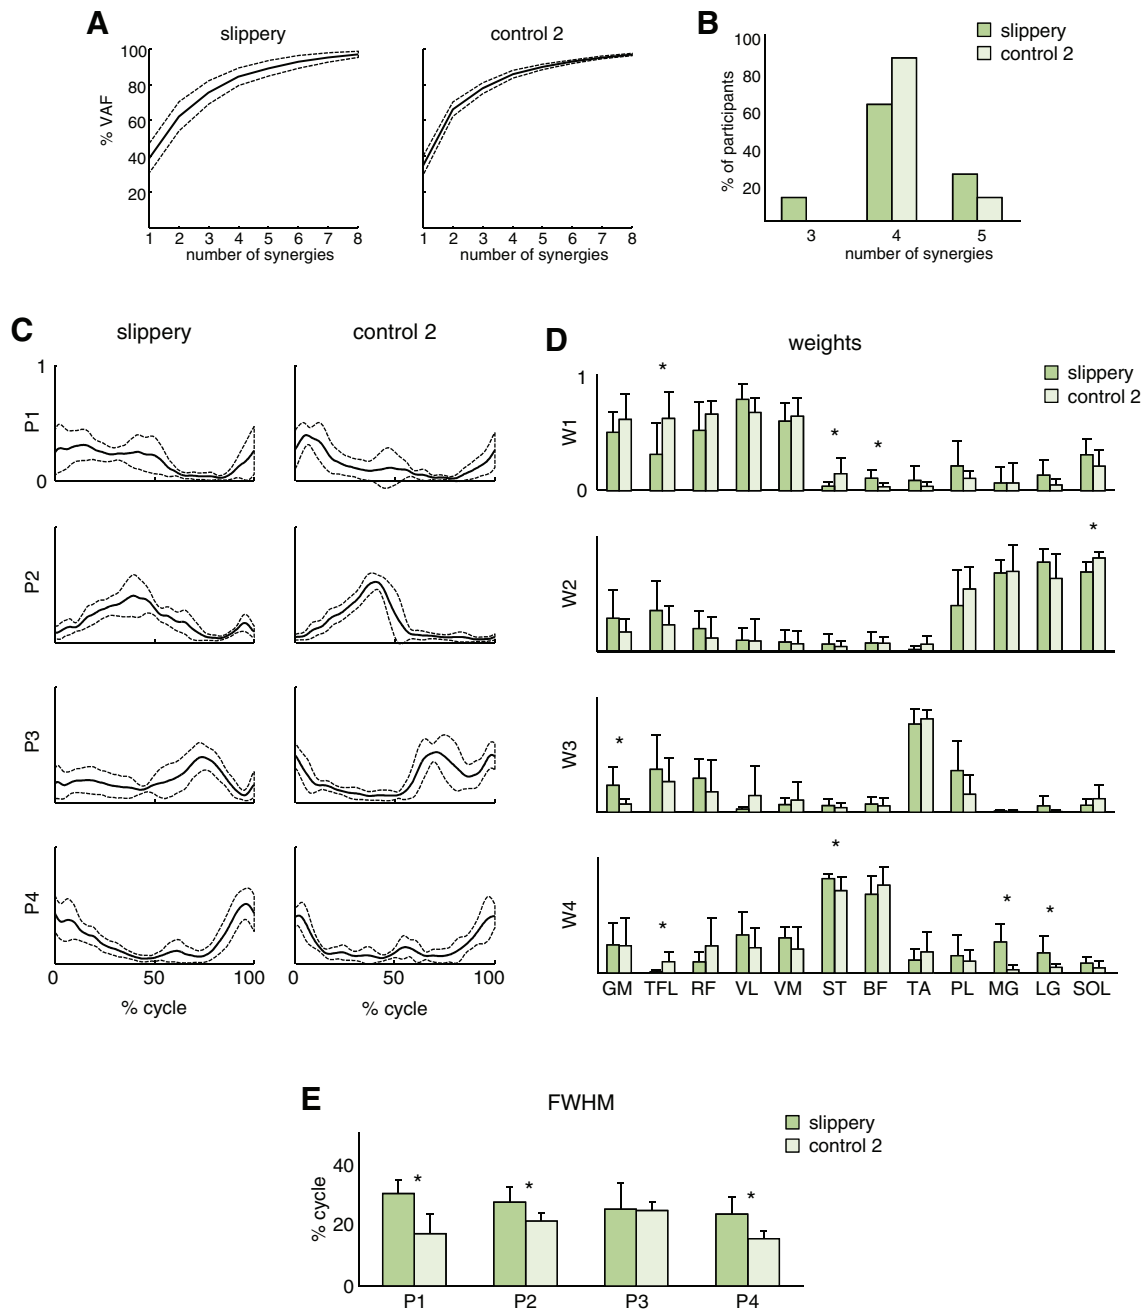 A
slippery
control 2
% VAF
100
80
60
40
20
1 2 3 4 5 6 7 8
number of synergies
1 2 3 4 5 6 7 8
number of synergies
B
slippery
control 2
% of participants
100
80
60
40
20
3 4 5
number of synergies
C
slippery
control 2
P1
1
0
P2
P3
P4
0 50 100
% cycle
0 50 100
% cycle
D
weights
slippery
control 2
W1
1
0
*
* *
W2
*
W3
*
W4
*
*
*
*
GM TFL RF VL VM ST BF TA PL MG LG SOL
E
FWHM
slippery
control 2
% cycle
40
20
0
* * *
P1 P2 P3 P4